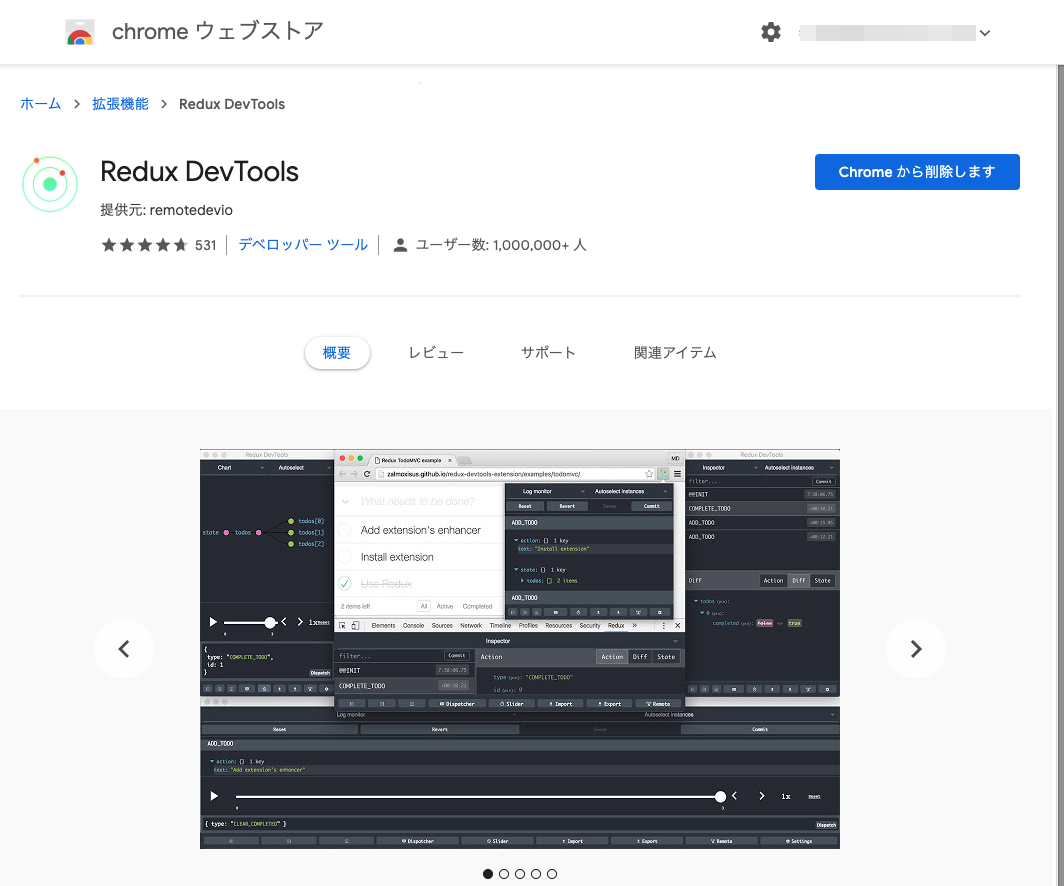 chrome ウェブストア
ホーム > 拡張機能 > Redux DevTools
Redux DevTools
Chrome から削除します
提供元: remotedevio
531 デベロッパー ツール ユーザー数: 1,000,000+ 人
概要 レビュー サポート 関連アイテム
Redux DevTools
Chart Autoselect
state todos todos[0]
todos[1]
todos[2]
1x Reset
0 3
{
type: "COMPLETE_TODO",
id: 1
}
Dispatch
Redux TodoMVC example
MD
zalmoxisus.github.io/redux-devtools-extension/examples/todomvc/
What needs to be done?
Add extension's enhancer
Install extension
Use Redux
2 items left All Active Completed
Log monitor Autoselect instances
Reset Revert Sweep Commit
ADD_TODO
action: {} 1 key
text: "Install extension"
state: {} 1 key
todos: [] 2 items
ADD_TODO
Elements Console Sources Network Timeline Profiles Resources Security Redux »
Inspector
filter... Commit
@@INIT 7:38:06.75
COMPLETE_TODO +00:10.21
Action Action Diff State
type (pin): "COMPLETE_TODO"
id (pin): 0
Dispatcher Slider Import Export Remote
Redux DevTools
Inspector Autoselect instances
filter... Commit
@@INIT 7:38:06.75
COMPLETE_TODO +00:10.21
ADD_TODO +00:15.05
ADD_TODO +00:12.21
Diff Action Diff State
todos (pin):
0 (pin):
completed (pin): false => true
Log monitor Autoselect instances
Reset Revert Sweep Commit
ADD_TODO
action: {} 1 key
text: "Add extension's enhancer"
1x Reset
0 3
{ type: "CLEAR_COMPLETED" } Dispatch
Dispatcher Slider Import Export Remote Settings